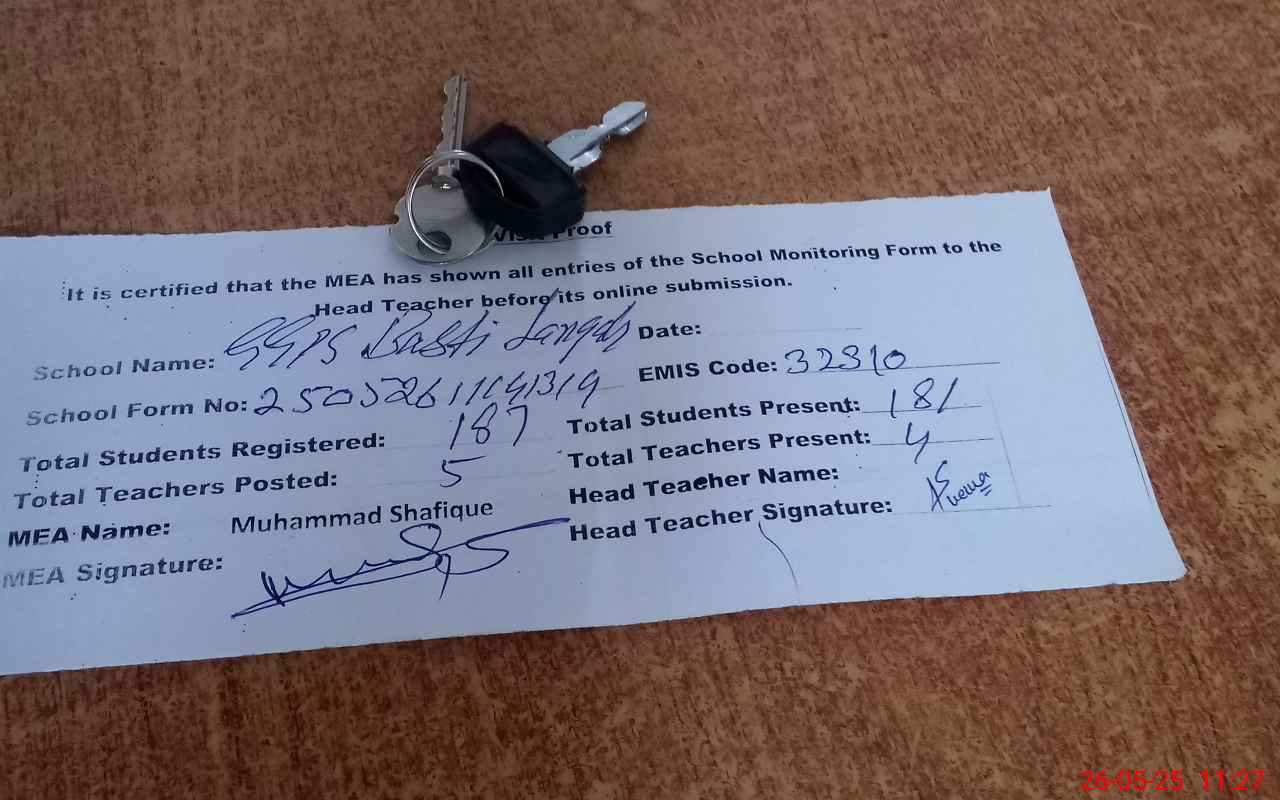 Visit Proof
It is certified that the MEA has shown all entries of the School Monitoring Form to the
Head Teacher before its online submission.
School Name: GGPS Basti Date:
School Form No: EMIS Code: 32310
Total Students Registered: 187 Total Students Present: 181
Total Teachers Posted: 5 Total Teachers Present: 4
MEA Name: Muhammad Shafique Head Teacher Name:
MEA Signature: Head Teacher Signature:
26-05-25 11:27